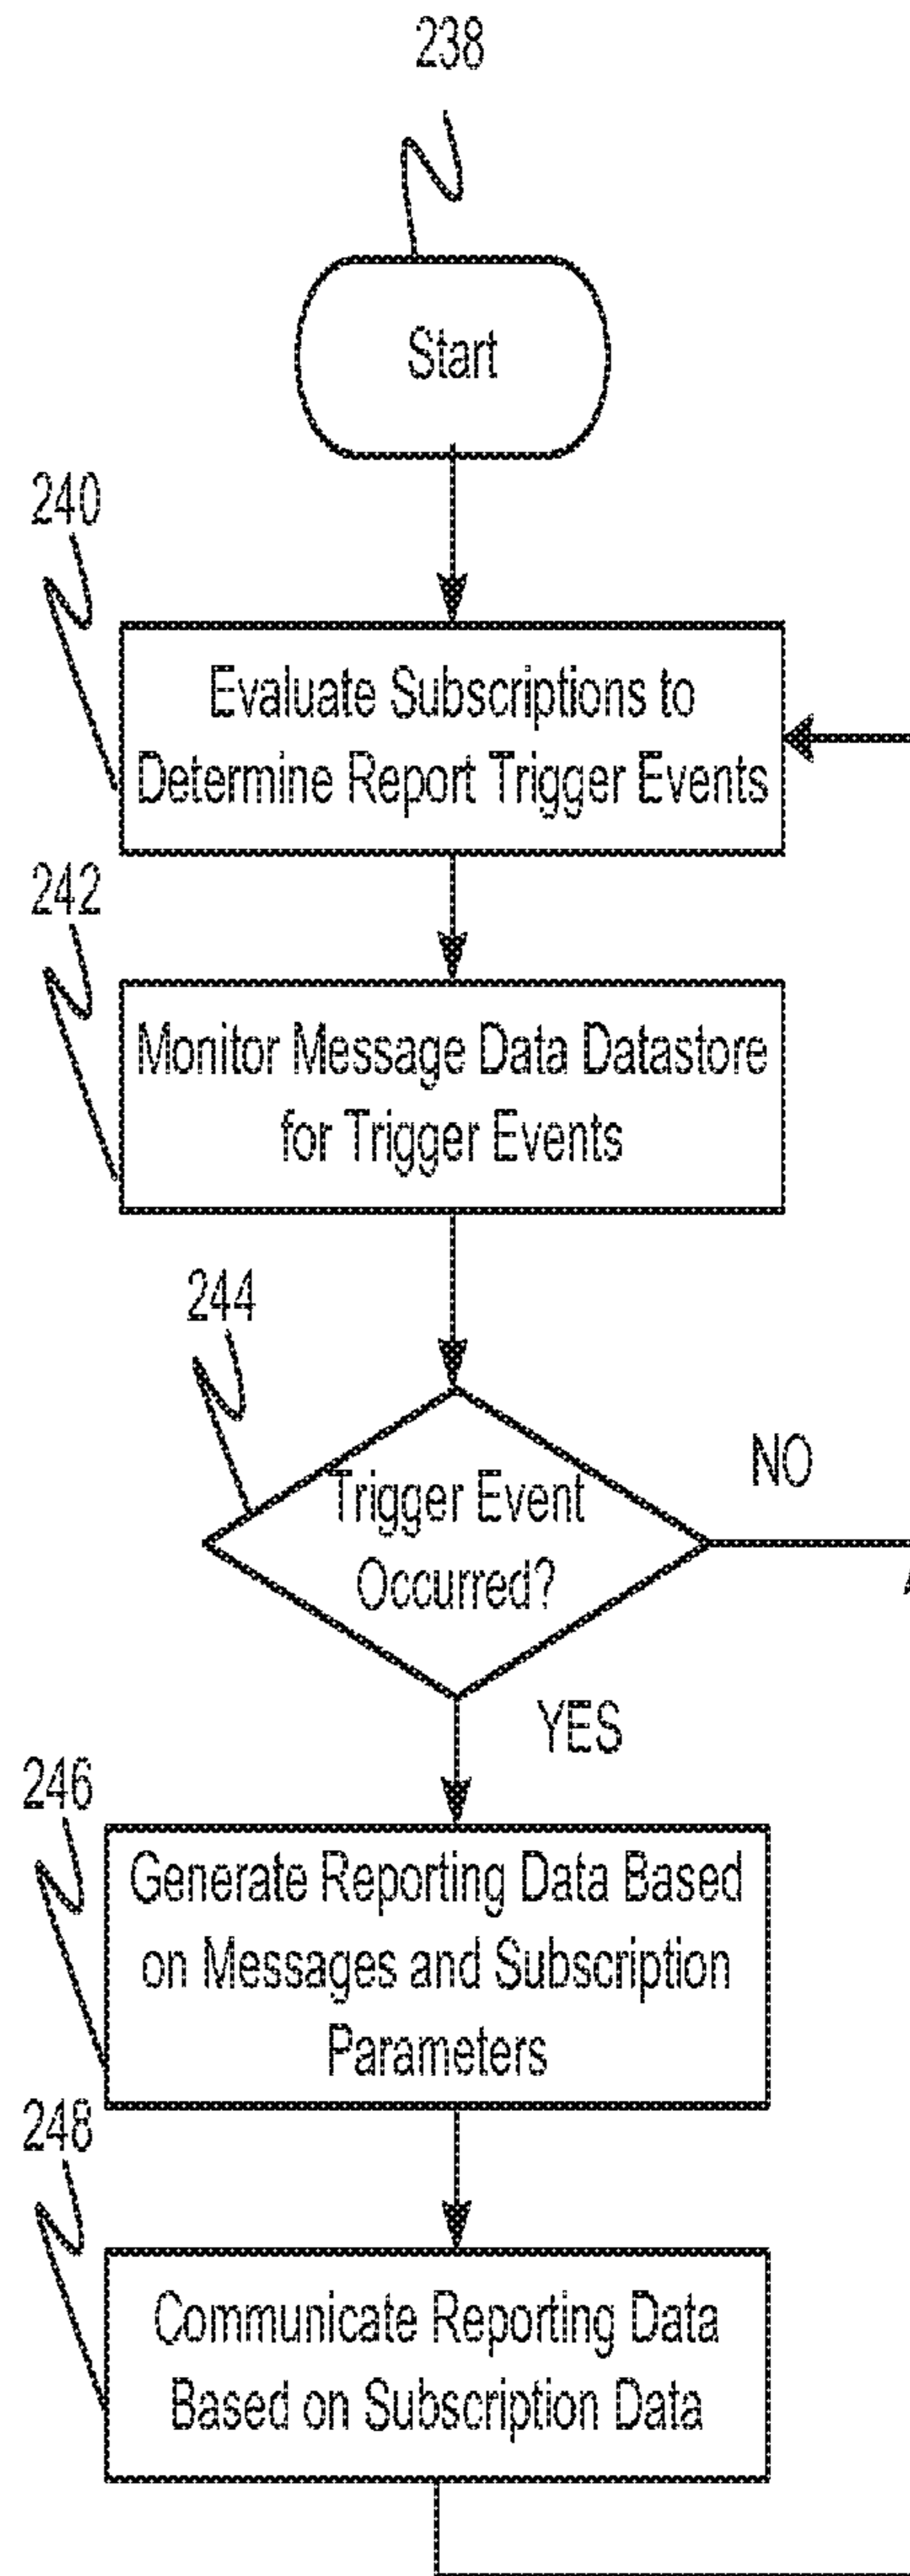 238
Start
240
Evaluate Subscriptions to
Determine Report Trigger Events
242
Monitor Message Data Datastore
for Trigger Events
244
Trigger Event
Occurred?
NO
YES
246
Generate Reporting Data Based
on Messages and Subscription
Parameters
248
Communicate Reporting Data
Based on Subscription Data